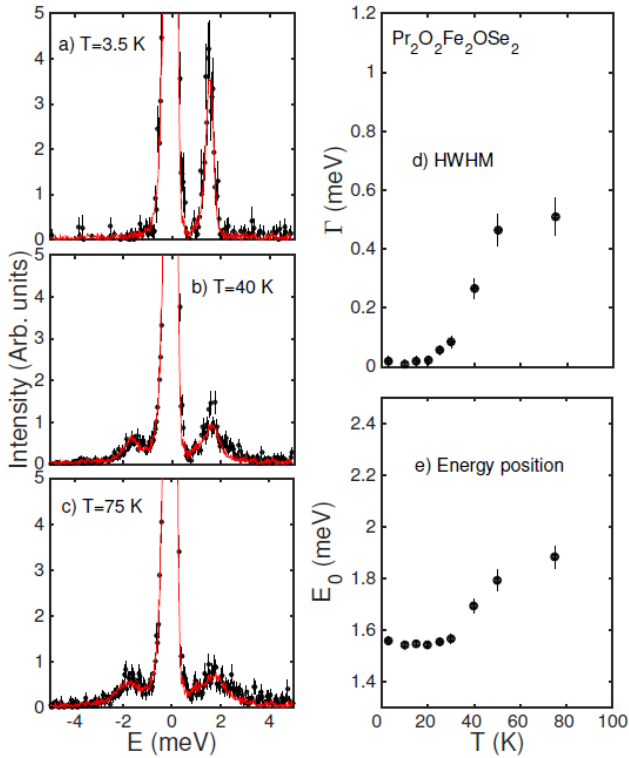 a) T=3.5 K
5
4
3
2
1
0
b) T=40 K
5
4
3
2
1
0
c) T=75 K
5
4
3
2
1
0
-4 -2 0 2 4
E (meV)
Intensity (Arb. units)
Pr₂O₂Fe₂OSe₂
d) HWHM
1.2
1
0.8
0.6
0.4
0.2
0
Γ (meV)
e) Energy position
2.4
2.2
2
1.8
1.6
1.4
E₀ (meV)
0 20 40 60 80 100
T (K)